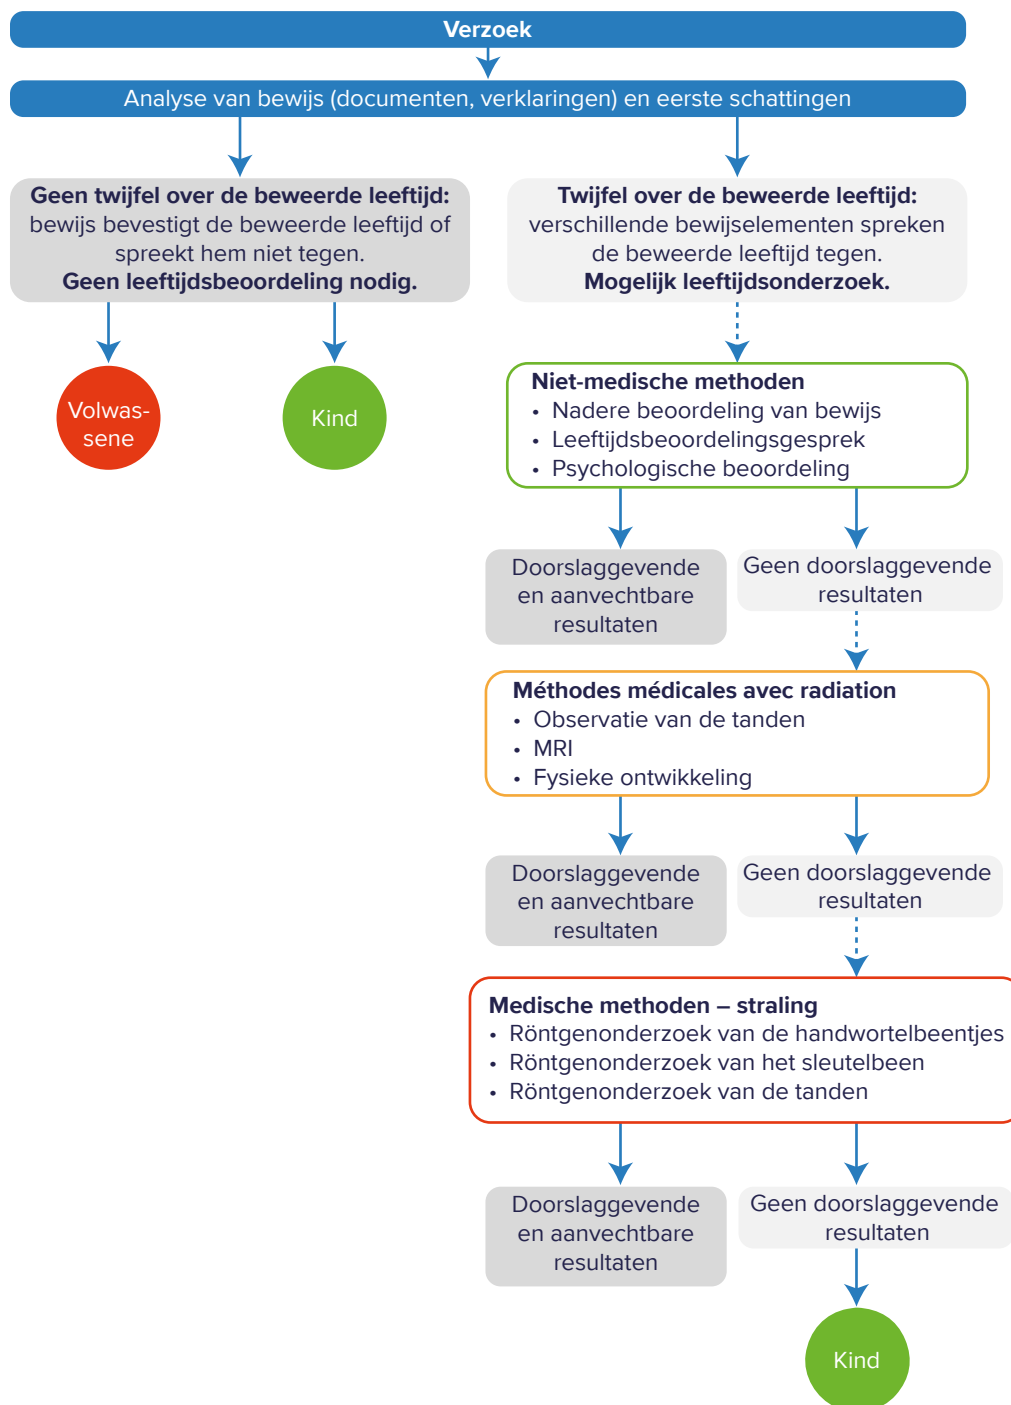 Verzoek
Analyse van bewijs (documenten, verklaringen) en eerste schattingen
Geen twijfel over de beweerde leeftijd:
bewijs bevestigt de beweerde leeftijd of
spreekt hem niet tegen.
Geen leeftijdsbeoordeling nodig.
Twijfel over de beweerde leeftijd:
verschillende bewijselementen spreken
de beweerde leeftijd tegen.
Mogelijk leeftijdsonderzoek.
Volwas-
sene
Kind
Niet-medische methoden
• Nadere beoordeling van bewijs
• Leeftijdsbeoordelingsgesprek
• Psychologische beoordeling
Doorslaggevende
en aanvechtbare
resultaten
Geen doorslaggevende
resultaten
Méthodes médicales avec radiation
• Observatie van de tanden
• MRI
• Fysieke ontwikkeling
Doorslaggevende
en aanvechtbare
resultaten
Geen doorslaggevende
resultaten
Medische methoden – straling
• Röntgenonderzoek van de handwortelbeentjes
• Röntgenonderzoek van het sleutelbeen
• Röntgenonderzoek van de tanden
Doorslaggevende
en aanvechtbare
resultaten
Geen doorslaggevende
resultaten
Kind